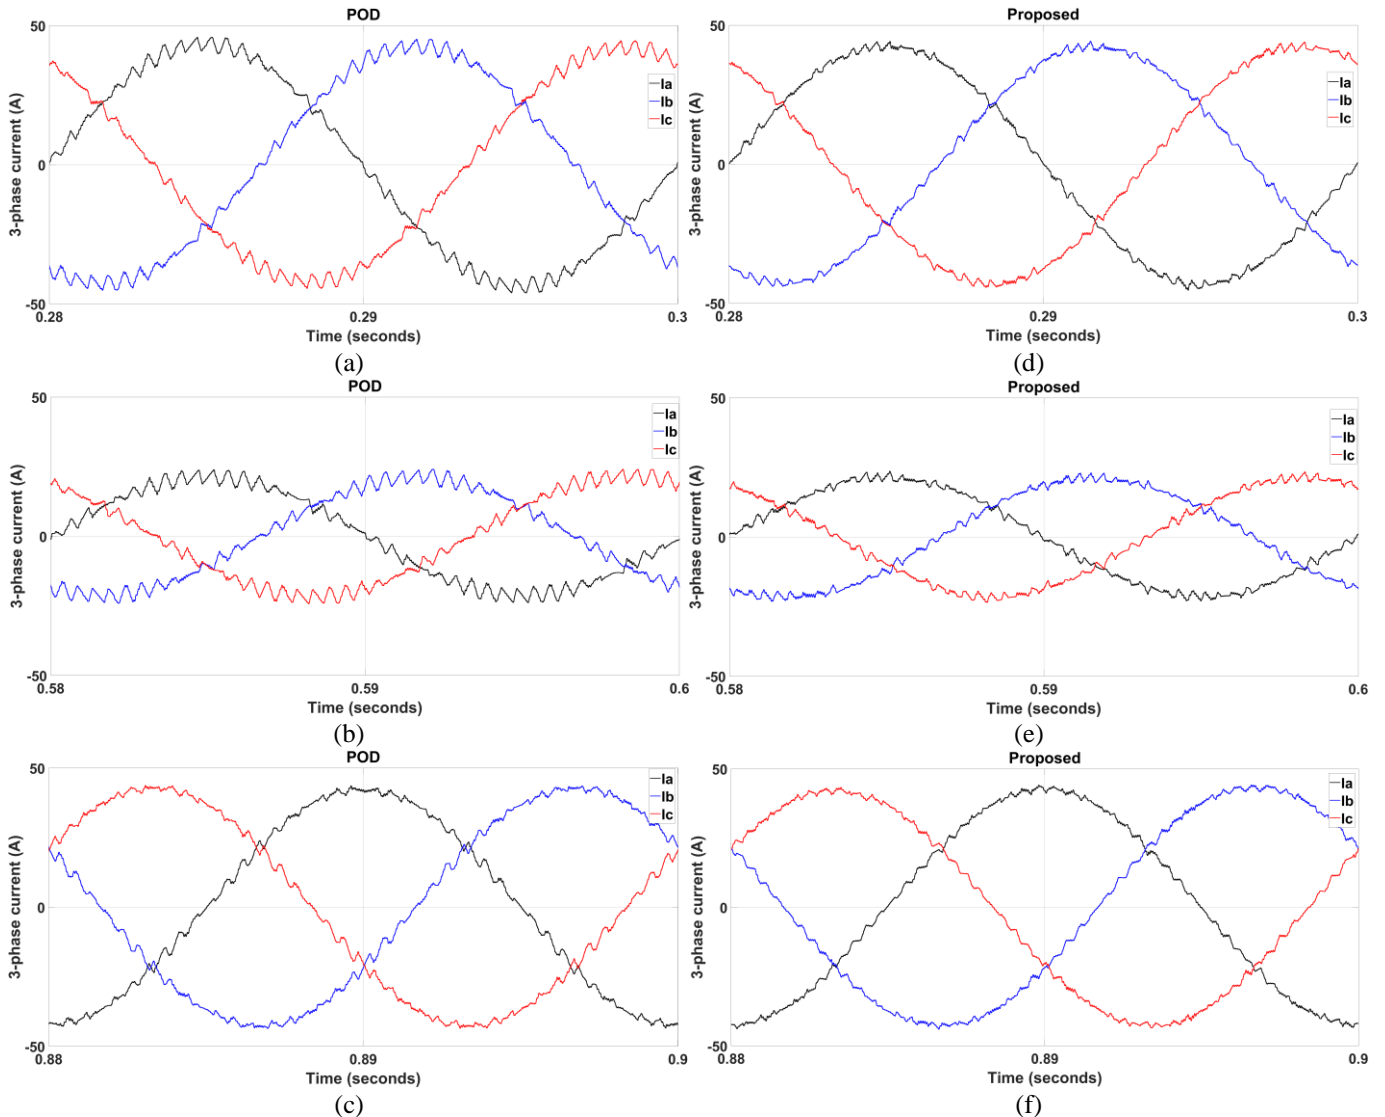 POD
50
0
-50
3-phase current (A)
Ia
Ib
Ic
0.28
0.29
0.3
Time (seconds)
(a)
Proposed
50
0
-50
3-phase current (A)
Ia
Ib
Ic
0.28
0.29
0.3
Time (seconds)
(d)
POD
50
0
-50
3-phase current (A)
Ia
Ib
Ic
0.58
0.59
0.6
Time (seconds)
(b)
Proposed
50
0
-50
3-phase current (A)
Ia
Ib
Ic
0.58
0.59
0.6
Time (seconds)
(e)
POD
50
0
-50
3-phase current (A)
Ia
Ib
Ic
0.88
0.89
0.9
Time (seconds)
(c)
Proposed
50
0
-50
3-phase current (A)
Ia
Ib
Ic
0.88
0.89
0.9
Time (seconds)
(f)